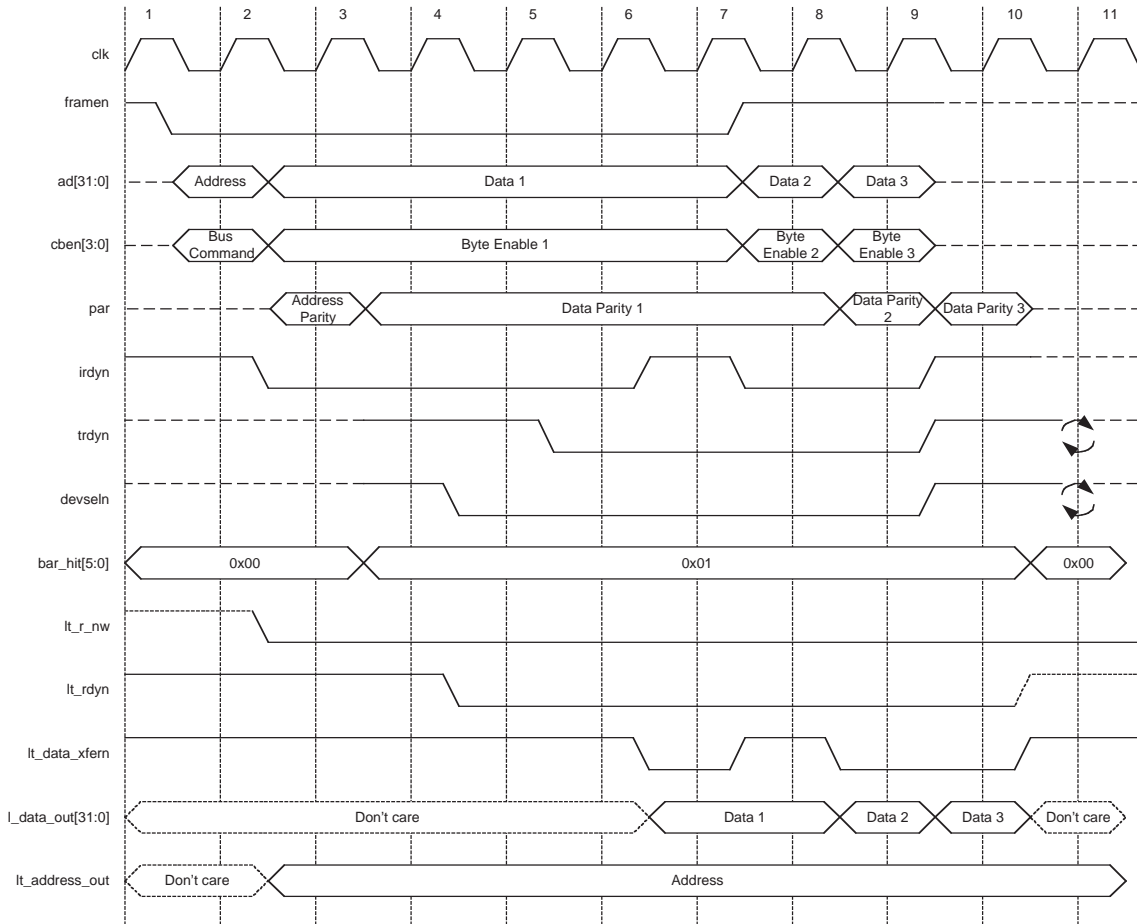 1 2 3 4 5 6 7 8 9 10 11
clk
framen
ad[31:0] Address Data 1 Data 2 Data 3
cben[3:0] Bus
Command Byte Enable 1 Byte
Enable 2 Byte
Enable 3
par Address
Parity Data Parity 1 Data Parity
2 Data Parity 3
irdyn
trdyn
devseln
bar_hit[5:0] 0x00 0x01 0x00
lt_r_nw
lt_rdyn
lt_data_xfern
l_data_out[31:0] Don't care Data 1 Data 2 Data 3 Don't care
lt_address_out Don't care Address